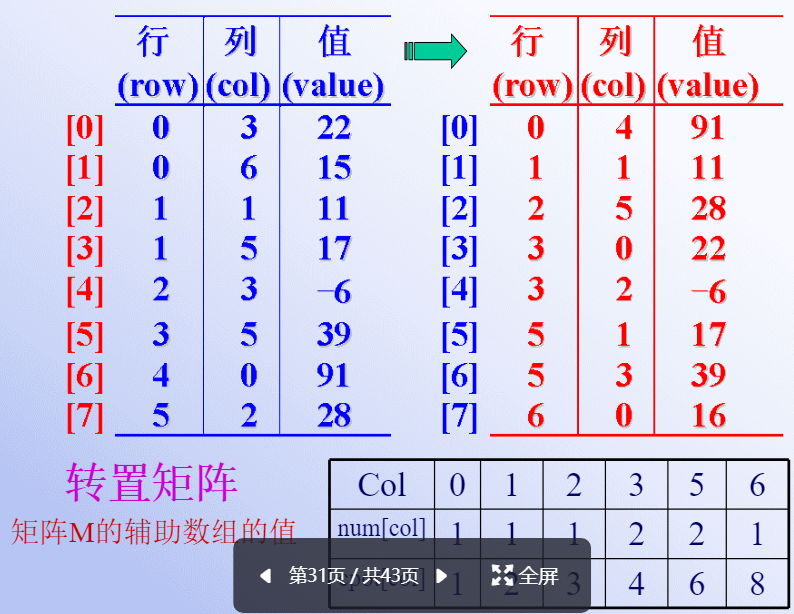 行 列 值 行 列 值
(row) (col) (value) (row) (col) (value)
[0] 0 3 22 [0] 0 4 91
[1] 0 6 15 [1] 1 1 11
[2] 1 1 11 [2] 2 5 28
[3] 1 5 17 [3] 3 0 22
[4] 2 3 −6 [4] 3 2 −6
[5] 3 5 39 [5] 5 1 17
[6] 4 0 91 [6] 5 3 39
[7] 5 2 28 [7] 6 0 16
转置矩阵
Col 0 1 2 3 5 6
矩阵M的辅助数组的值
num[col] 1 1 1 2 2 1
1 2 3 4 6 8
第31页 / 共43页 全屏